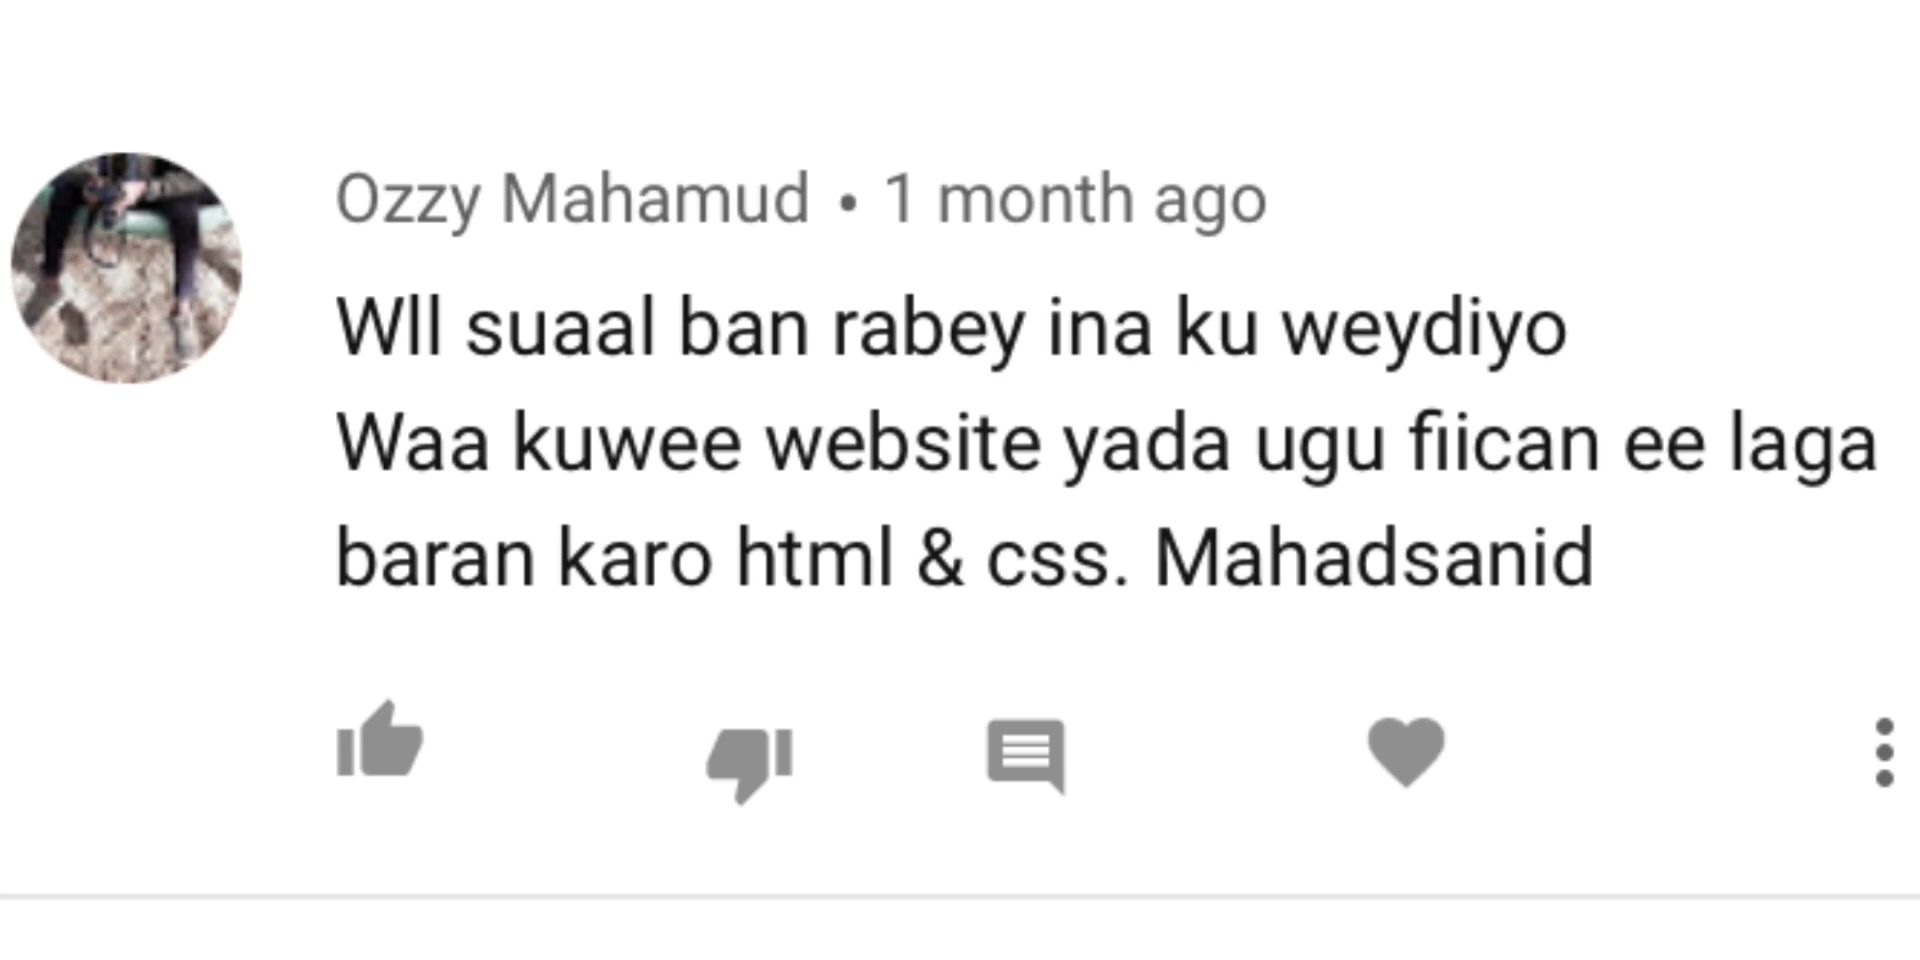 Ozzy Mahamud • 1 month ago
Wll suaal ban rabey ina ku weydiyo
Waa kuwee website yada ugu fiican ee laga
baran karo html & css. Mahadsanid